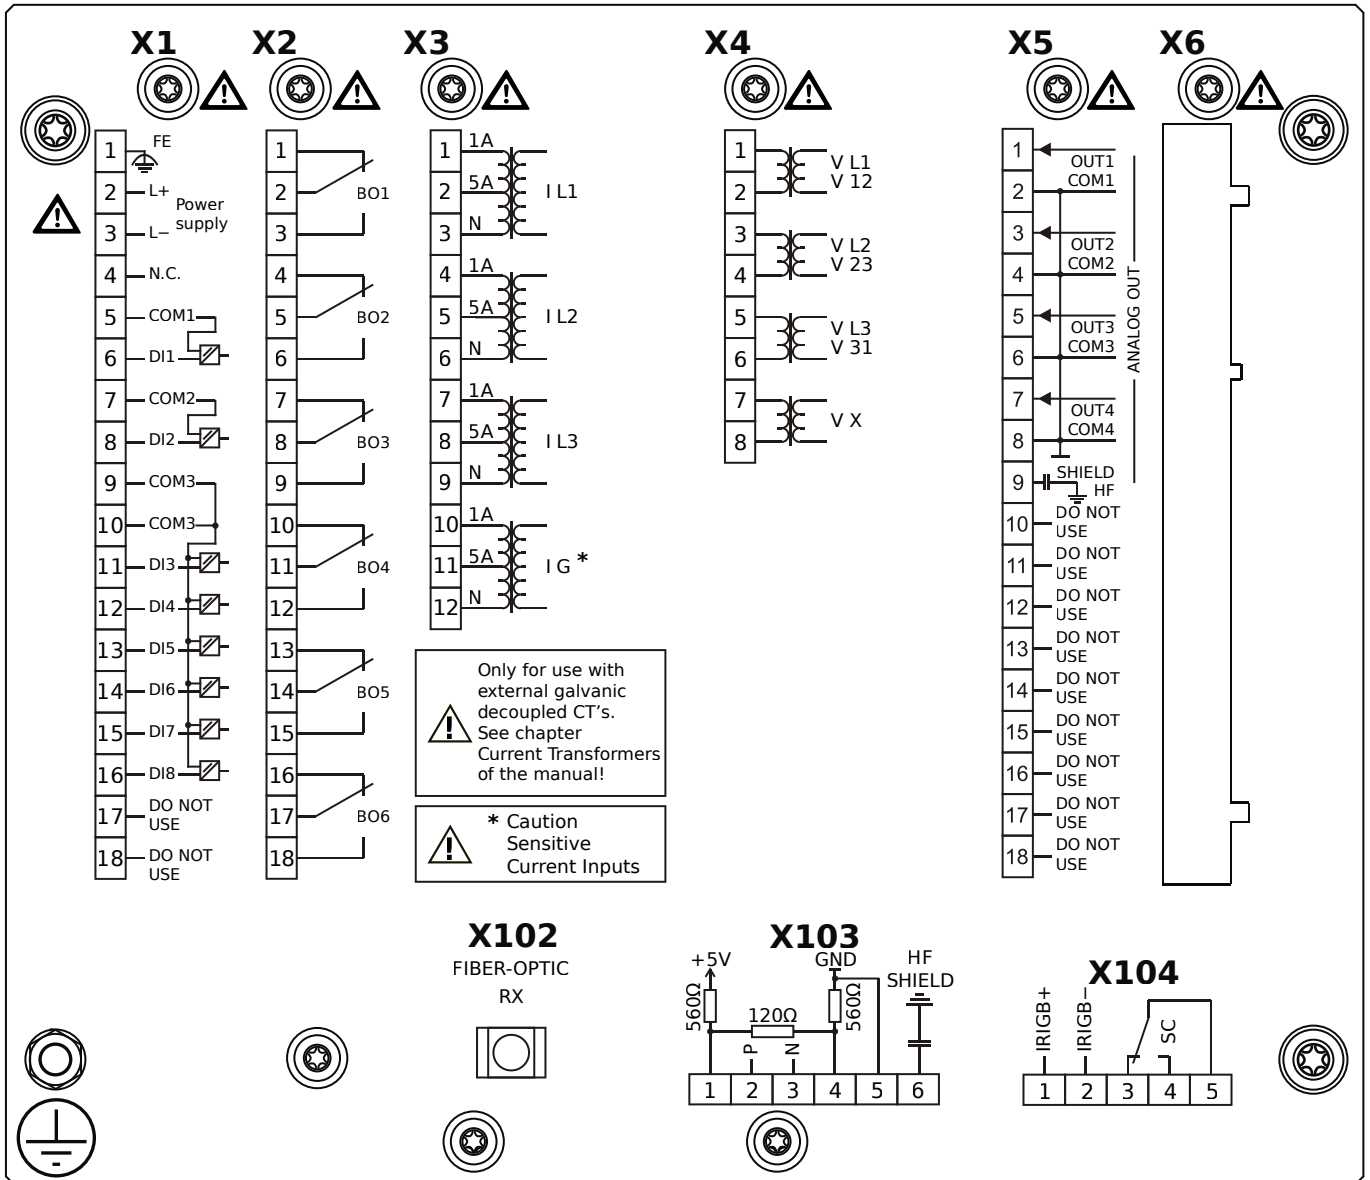 X1
X2
X3
X4
X5
X6
1 FE
2 L+
Power
supply
3 L−
4 N.C.
5 COM1
6 DI1
7 COM2
8 DI2
9 COM3
10 COM3
11 DI3
12 DI4
13 DI5
14 DI6
15 DI7
16 DI8
17 DO NOT
USE
18 DO NOT
USE
1
2 BO1
3
4
5 BO2
6
7
8 BO3
9
10
11 BO4
12
13
14 BO5
15
16
17 BO6
18
1 1A
2 5A I L1
3 N
4 1A
5 5A I L2
6 N
7 1A
8 5A I L3
9 N
10 1A
11 5A I G *
12 N
Only for use with
external galvanic
decoupled CT's.
See chapter
Current Transformers
of the manual!
* Caution
Sensitive
Current Inputs
1 V L1
2 V 12
3 V L2
4 V 23
5 V L3
6 V 31
7 V X
8
1 OUT1
2 COM1
3 OUT2
4 COM2
5 OUT3
6 COM3
7 OUT4
8 COM4
ANALOG OUT
9 SHIELD
HF
10 DO NOT
USE
11 DO NOT
USE
12 DO NOT
USE
13 DO NOT
USE
14 DO NOT
USE
15 DO NOT
USE
16 DO NOT
USE
17 DO NOT
USE
18 DO NOT
USE
X102
FIBER-OPTIC
RX
X103
+5V GND HF
SHIELD
560Ω 120Ω 560Ω
P N
1 2 3 4 5 6
X104
IRIGB+ IRIGB− SC
1 2 3 4 5